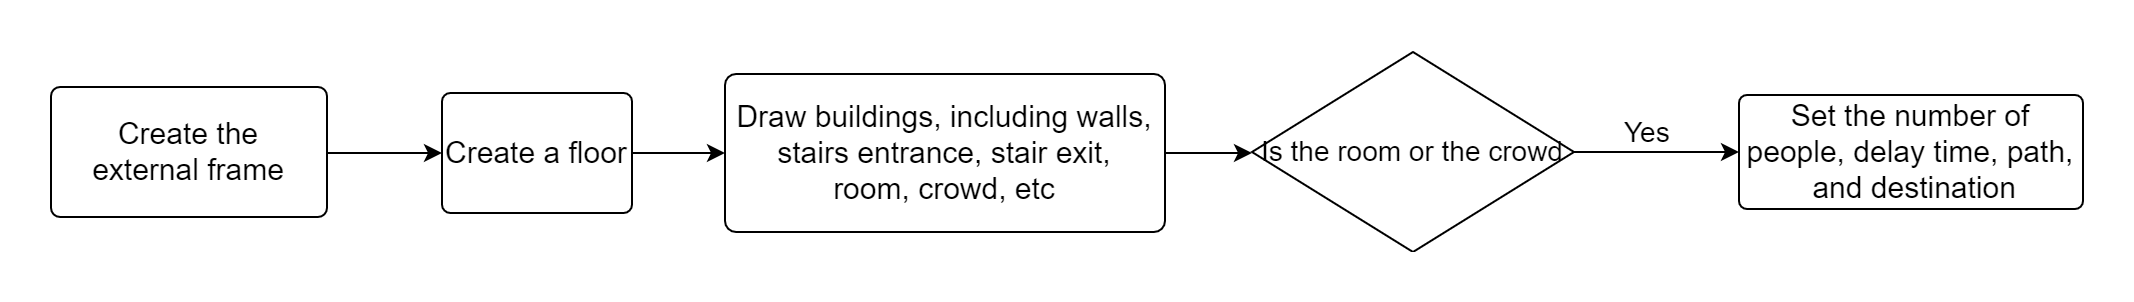 Create the
external frame
Create a floor
Draw buildings, including walls,
stairs entrance, stair exit,
room, crowd, etc
Is the room or the crowd
Yes
Set the number of
people, delay time, path,
and destination